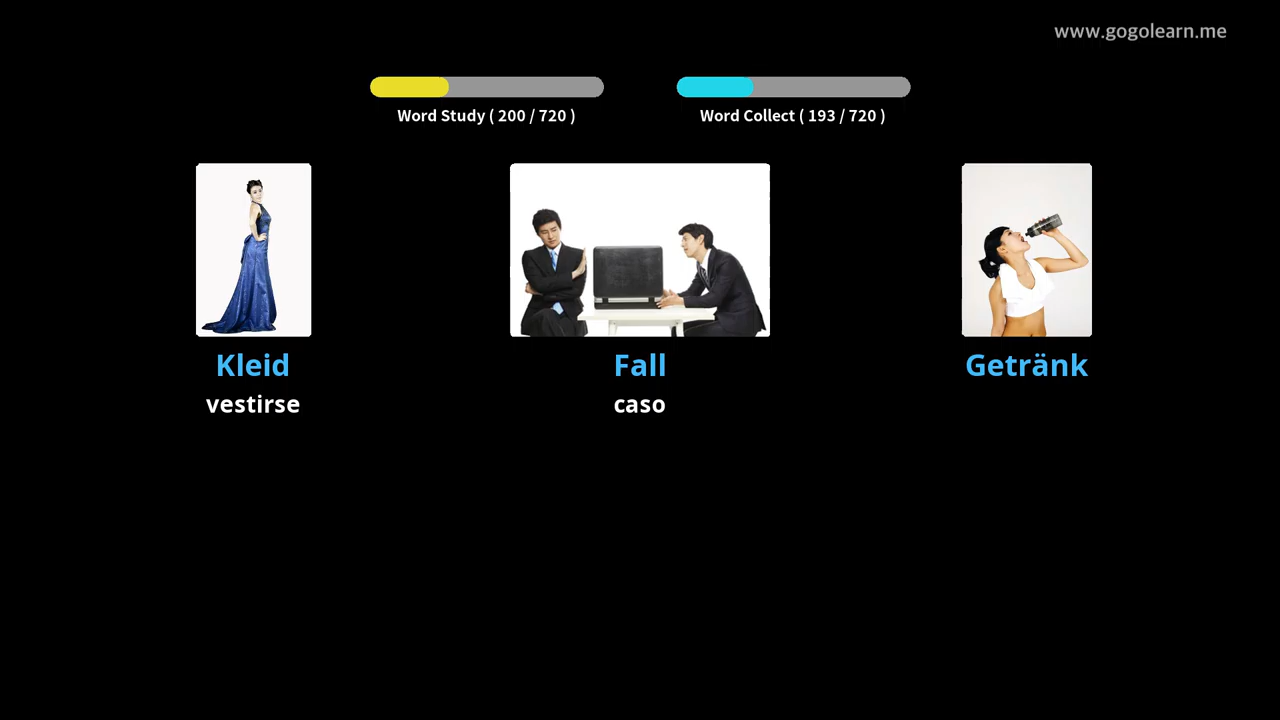 www.gogolearn.me
Word Study ( 200 / 720 )
Word Collect ( 193 / 720 )
Kleid
vestirse
Fall
caso
Getränk